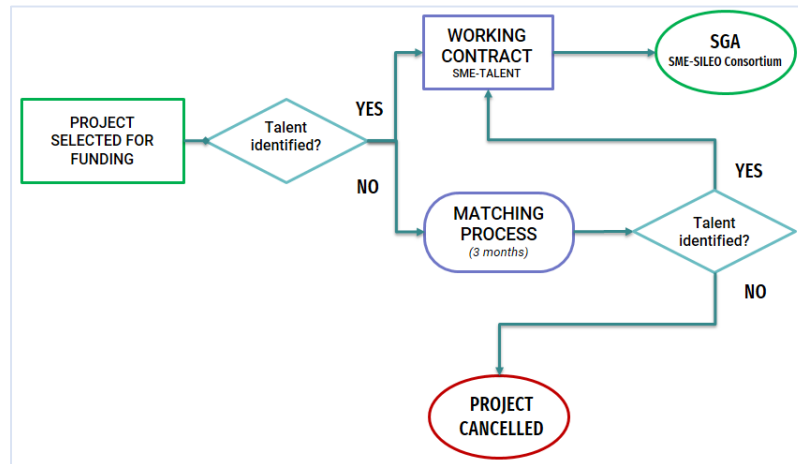 PROJECT
SELECTED FOR
FUNDING
Talent
identified?
YES
NO
WORKING
CONTRACT
SME-TALENT
SGA
SME-SILEO Consortium
MATCHING
PROCESS
(3 months)
Talent
identified?
YES
NO
PROJECT
CANCELLED